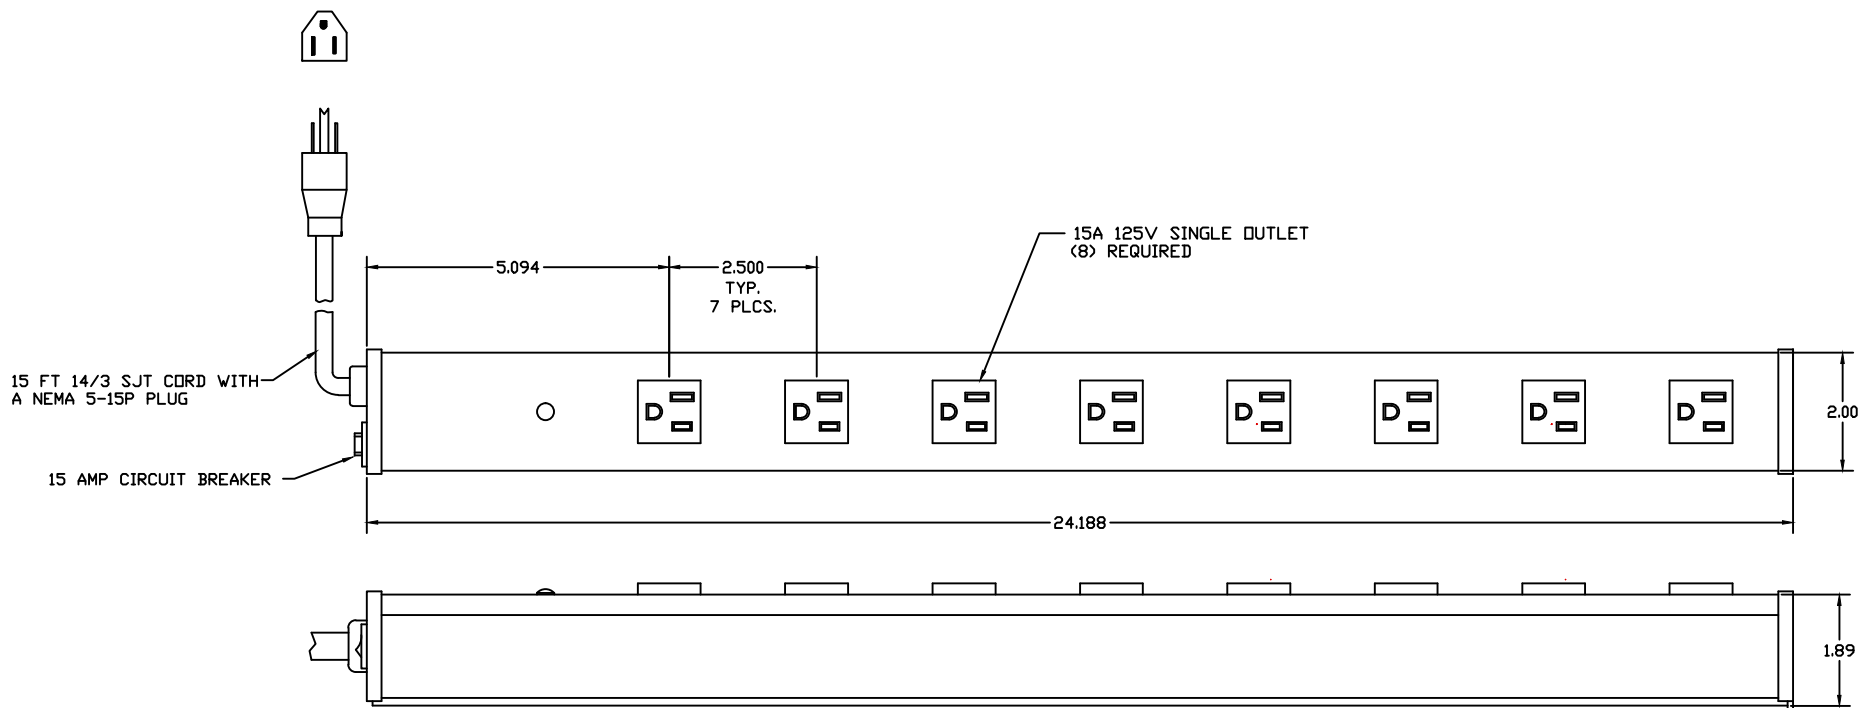 15A 125V SINGLE OUTLET
(8) REQUIRED
5.094
2.500
TYP.
7 PLCS.
15 FT 14/3 SJT CORD WITH
A NEMA 5-15P PLUG
2.00
15 AMP CIRCUIT BREAKER
24.188
1.89